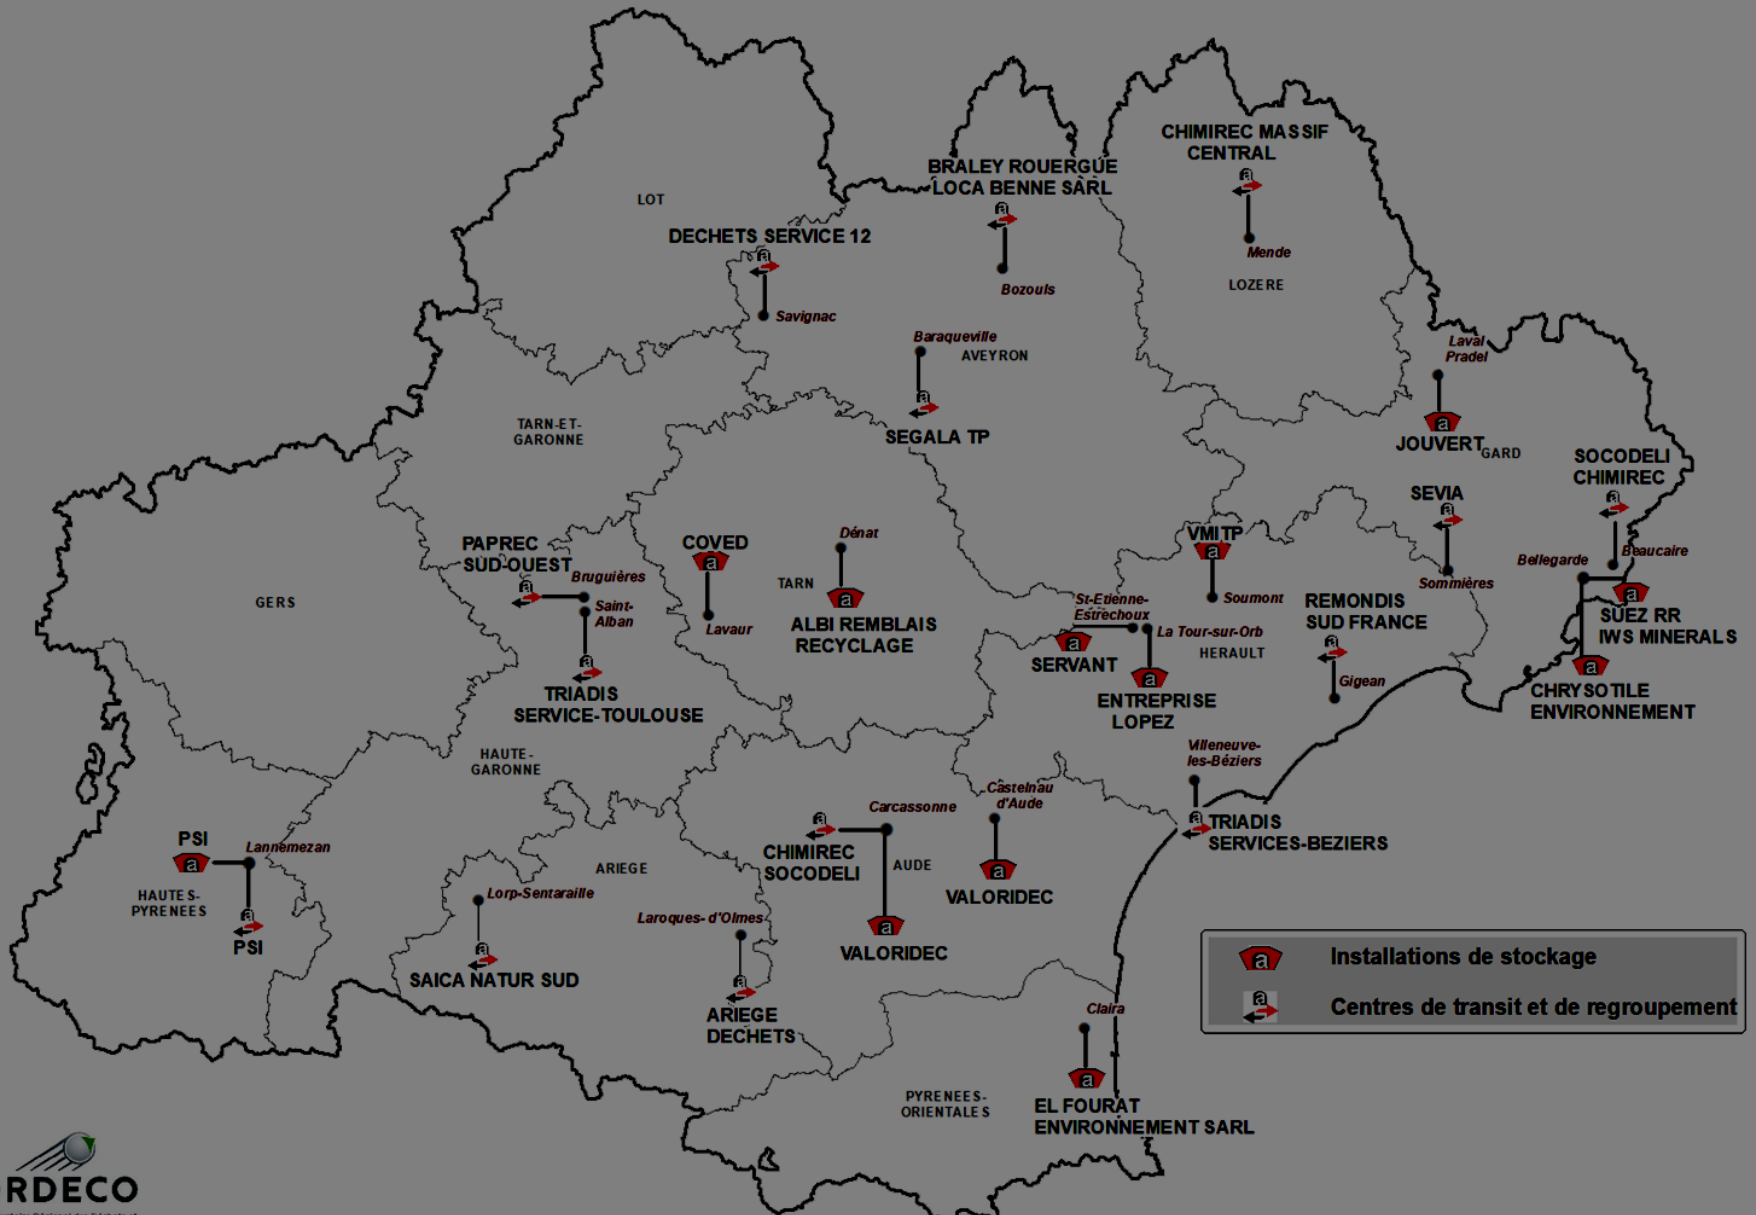 CHIMIREC MASSIF
CENTRAL
BRALEY ROUERGUE
LOCA BENNE SARL
LOT
DECHETS SERVICE 12
Mende
LOZERE
Bozouls
Savignac
Baraqueville
AVEYRON
Laval
Pradel
TARN-ET-
GARONNE
SEGALA TP
JOUVERT
GARD
SOCODELI
CHIMIREC
SEVIA
PAPREC
SUD-OUEST
COVED
Dénat
VMITP
Bellegarde
Beaucaire
Bruguières
TARN
Sommières
GERS
Saint-
Alban
Lavaur
ALBI REMBLAIS
RECYCLAGE
St-Etienne-
Estrechoux
Soumont
REMONDIS
SUD FRANCE
SUEZ RR
IWS MINERALS
La Tour-sur-Orb
HERAULT
SERVANT
Gigean
TRIADIS
SERVICE-TOULOUSE
ENTREPRISE
LOPEZ
CHRYSOTILE
ENVIRONNEMENT
HAUTE-
GARONNE
Villeneuve-
les-Béziers
Castelnau
d'Aude
Carcassonne
TRIADIS
SERVICES-BEZIERS
PSI
Lannemezan
CHIMIREC
SOCODELI
AUDE
ARIEGE
HAUTES-
PYRENEES
Lorp-Sentaraille
VALORIDEC
Laroques- d'Olmes
PSI
VALORIDEC
SAICA NATUR SUD
ARIEGE
DECHETS
Claira
PYRENEES-
ORIENTALES
EL FOURAT
ENVIRONNEMENT SARL
a Installations de stockage
a Centres de transit et de regroupement
RDECO